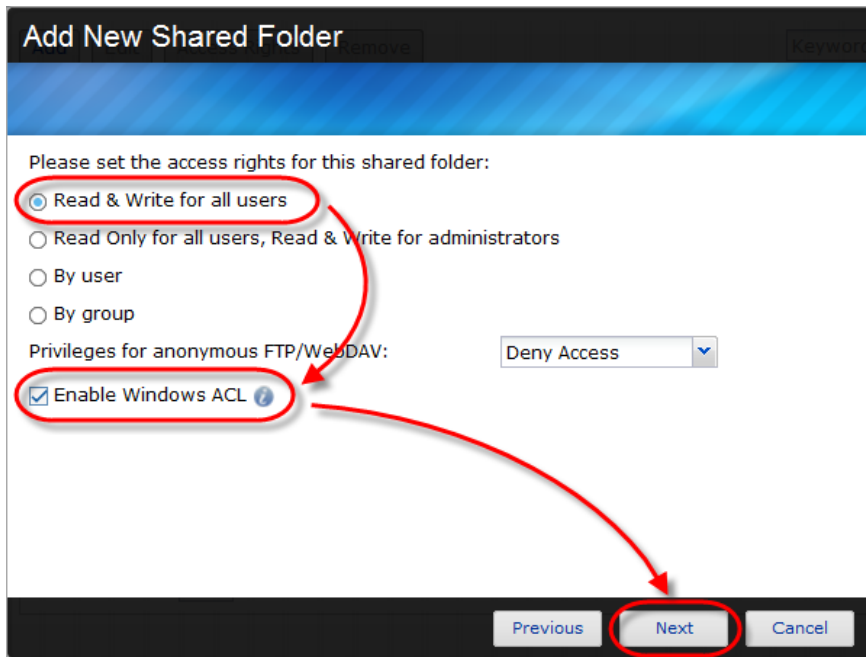 Add New Shared Folder
Remove
Keyword
Please set the access rights for this shared folder:
Read & Write for all users
Read Only for all users, Read & Write for administrators
By user
By group
Privileges for anonymous FTP/WebDAV:
Deny Access
Enable Windows ACL
Previous
Next
Cancel